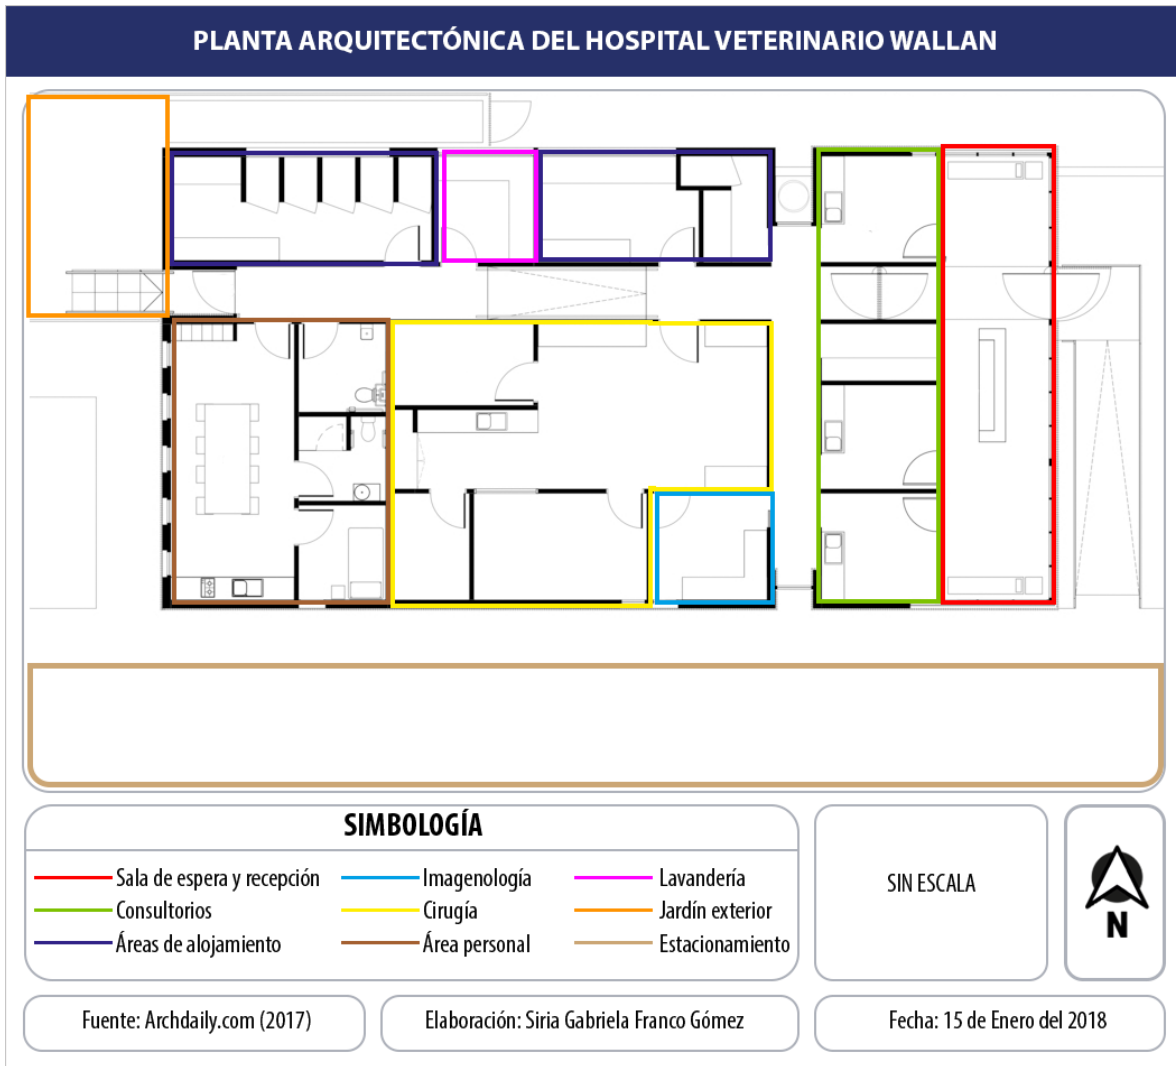 PLANTA ARQUITECTÓNICA DEL HOSPITAL VETERINARIO WALLAN
SIMBOLOGÍA
Sala de espera y recepción
Imagenología
Lavandería
Consultorios
Cirugía
Jardín exterior
Áreas de alojamiento
Área personal
Estacionamiento
SIN ESCALA
N
Fuente: Archdaily.com (2017)
Elaboración: Siria Gabriela Franco Gómez
Fecha: 15 de Enero del 2018